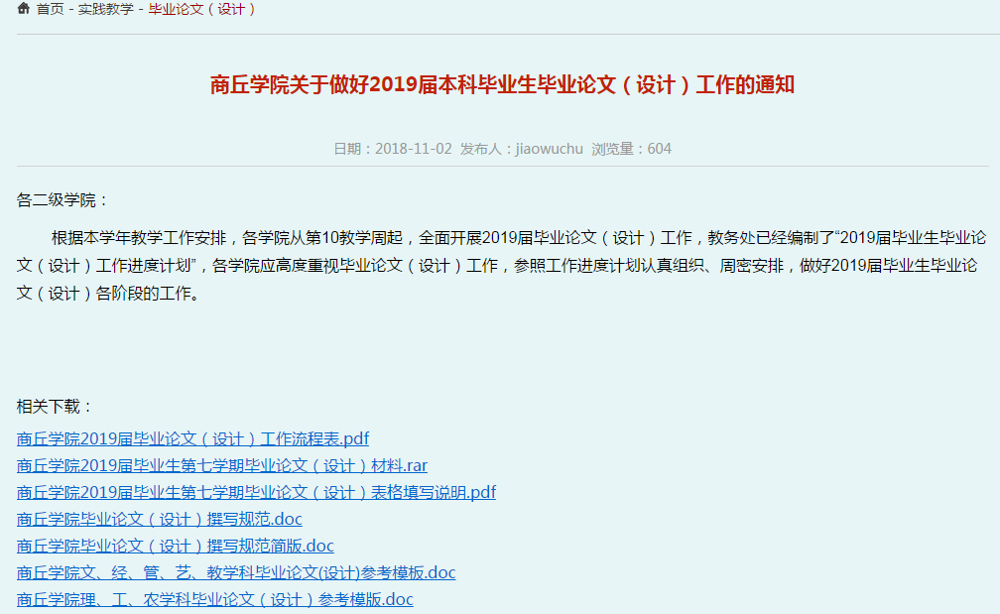 首页 - 实践教学 - 毕业论文（设计）
商丘学院关于做好2019届本科毕业生毕业论文（设计）工作的通知
日期：2018-11-02 发布人：jiaowuchu 浏览量：604
各二级学院：
根据本学年教学工作安排，各学院从第10教学周起，全面开展2019届毕业论文（设计）工作，教务处已经编制了“2019届毕业生毕业论
文（设计）工作进度计划”，各学院应高度重视毕业论文（设计）工作，参照工作进度计划认真组织、周密安排，做好2019届毕业生毕业论
文（设计）各阶段的工作。
相关下载：
商丘学院2019届毕业论文（设计）工作流程表.pdf
商丘学院2019届毕业生第七学期毕业论文（设计）材料.rar
商丘学院2019届毕业生第七学期毕业论文（设计）表格填写说明.pdf
商丘学院毕业论文（设计）撰写规范.doc
商丘学院毕业论文（设计）撰写规范简版.doc
商丘学院文、经、管、艺、教学科毕业论文(设计)参考模板.doc
商丘学院理、工、农学科毕业论文（设计）参考模版.doc